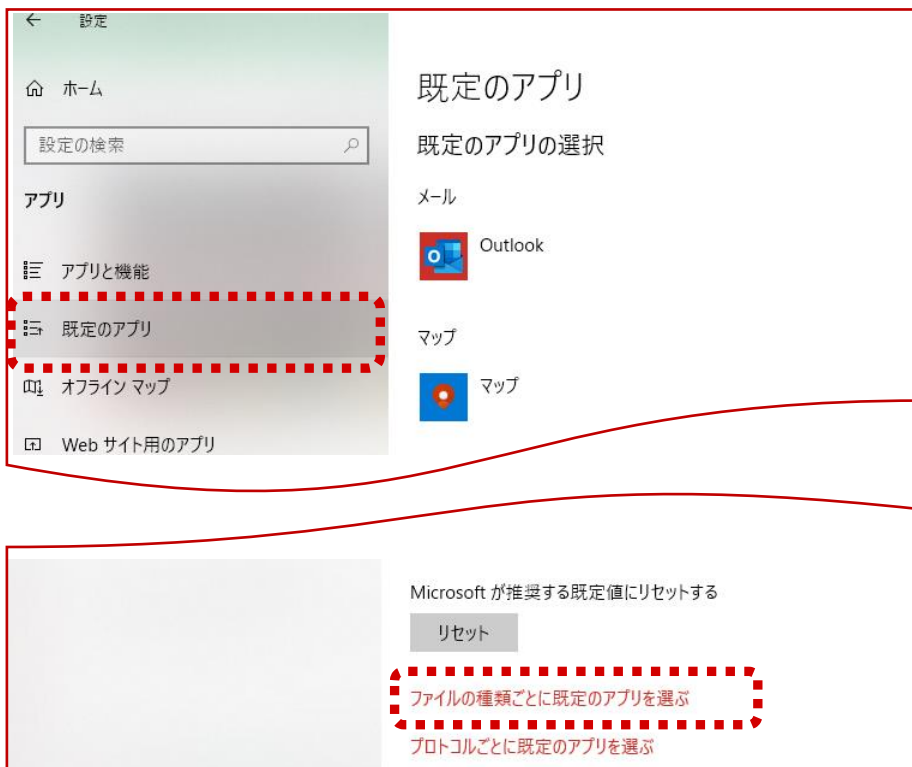 設定
ホーム
設定の検索
アプリ
アプリと機能
既定のアプリ
オフライン マップ
Web サイト用のアプリ
既定のアプリ
既定のアプリの選択
メール
Outlook
マップ
マップ
Microsoft が推奨する既定値にリセットする
リセット
ファイルの種類ごとに既定のアプリを選ぶ
プロトコルごとに既定のアプリを選ぶ